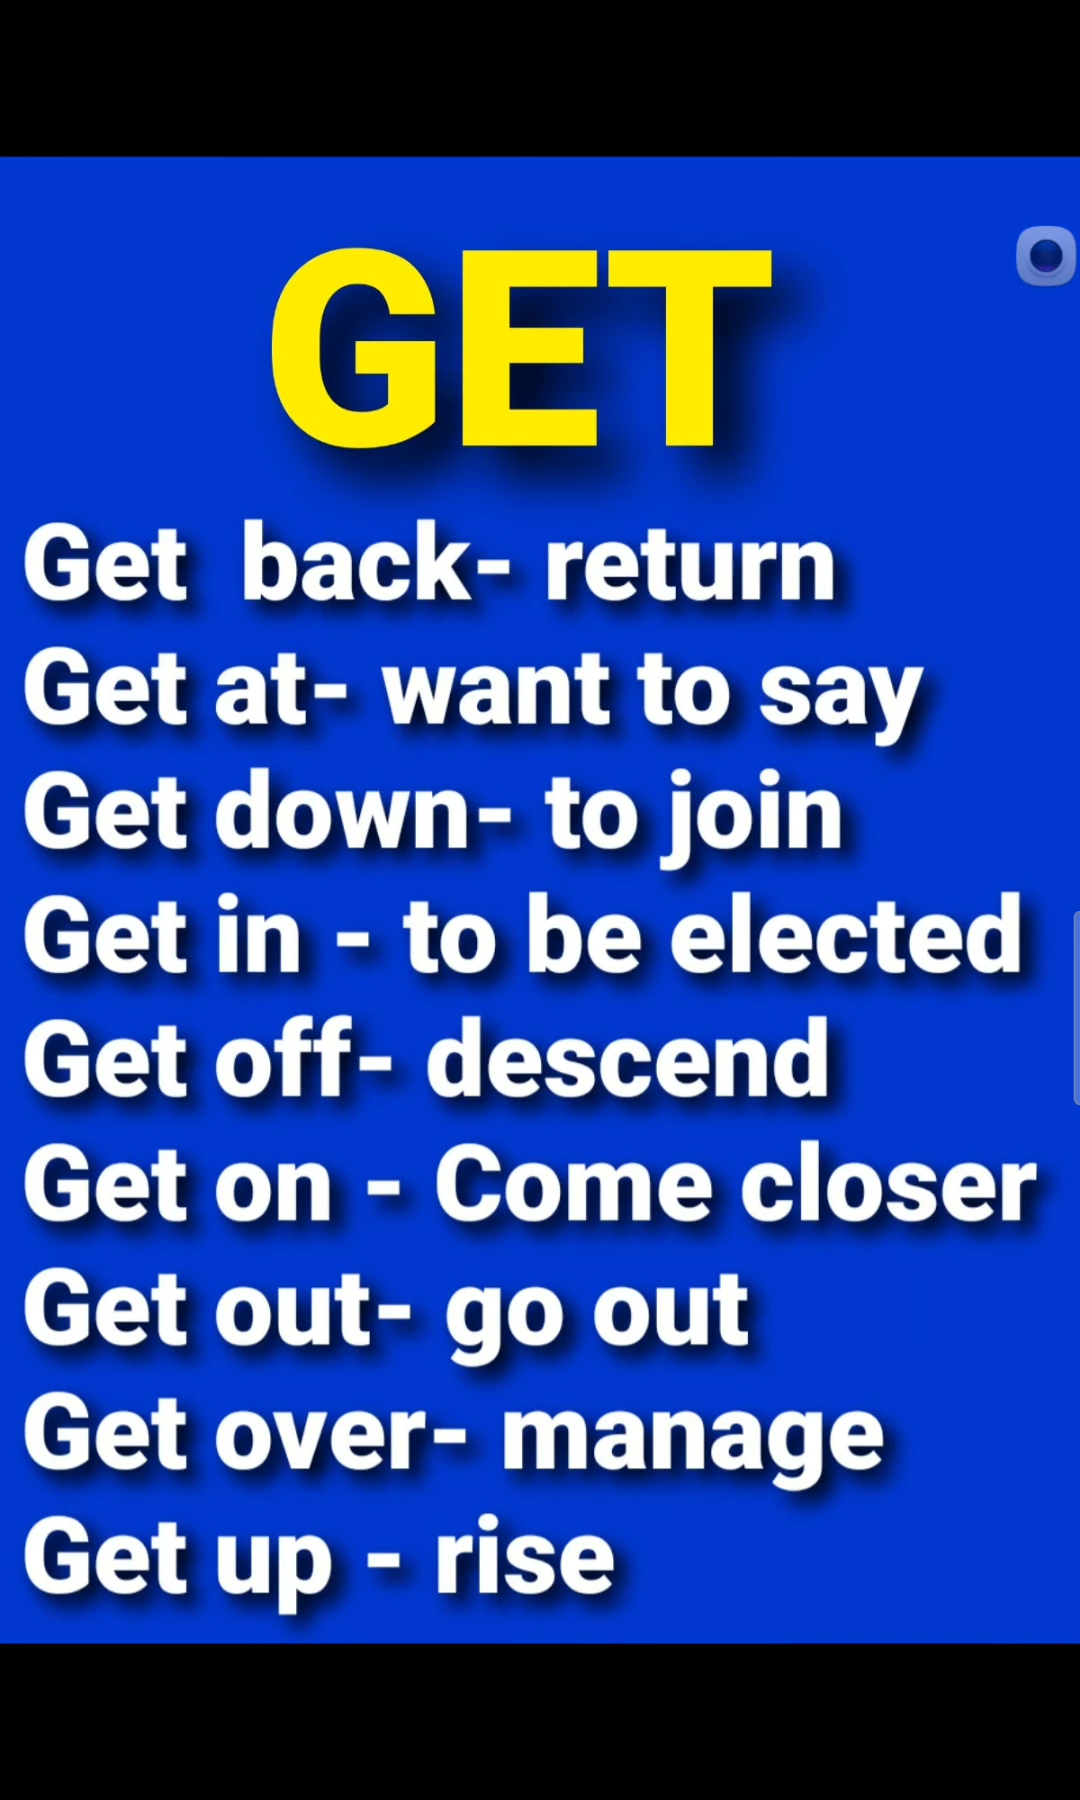 GET
Get back- return
Get at- want to say
Get down- to join
Get in - to be elected
Get off- descend
Get on - Come closer
Get out- go out
Get over- manage
Get up - rise